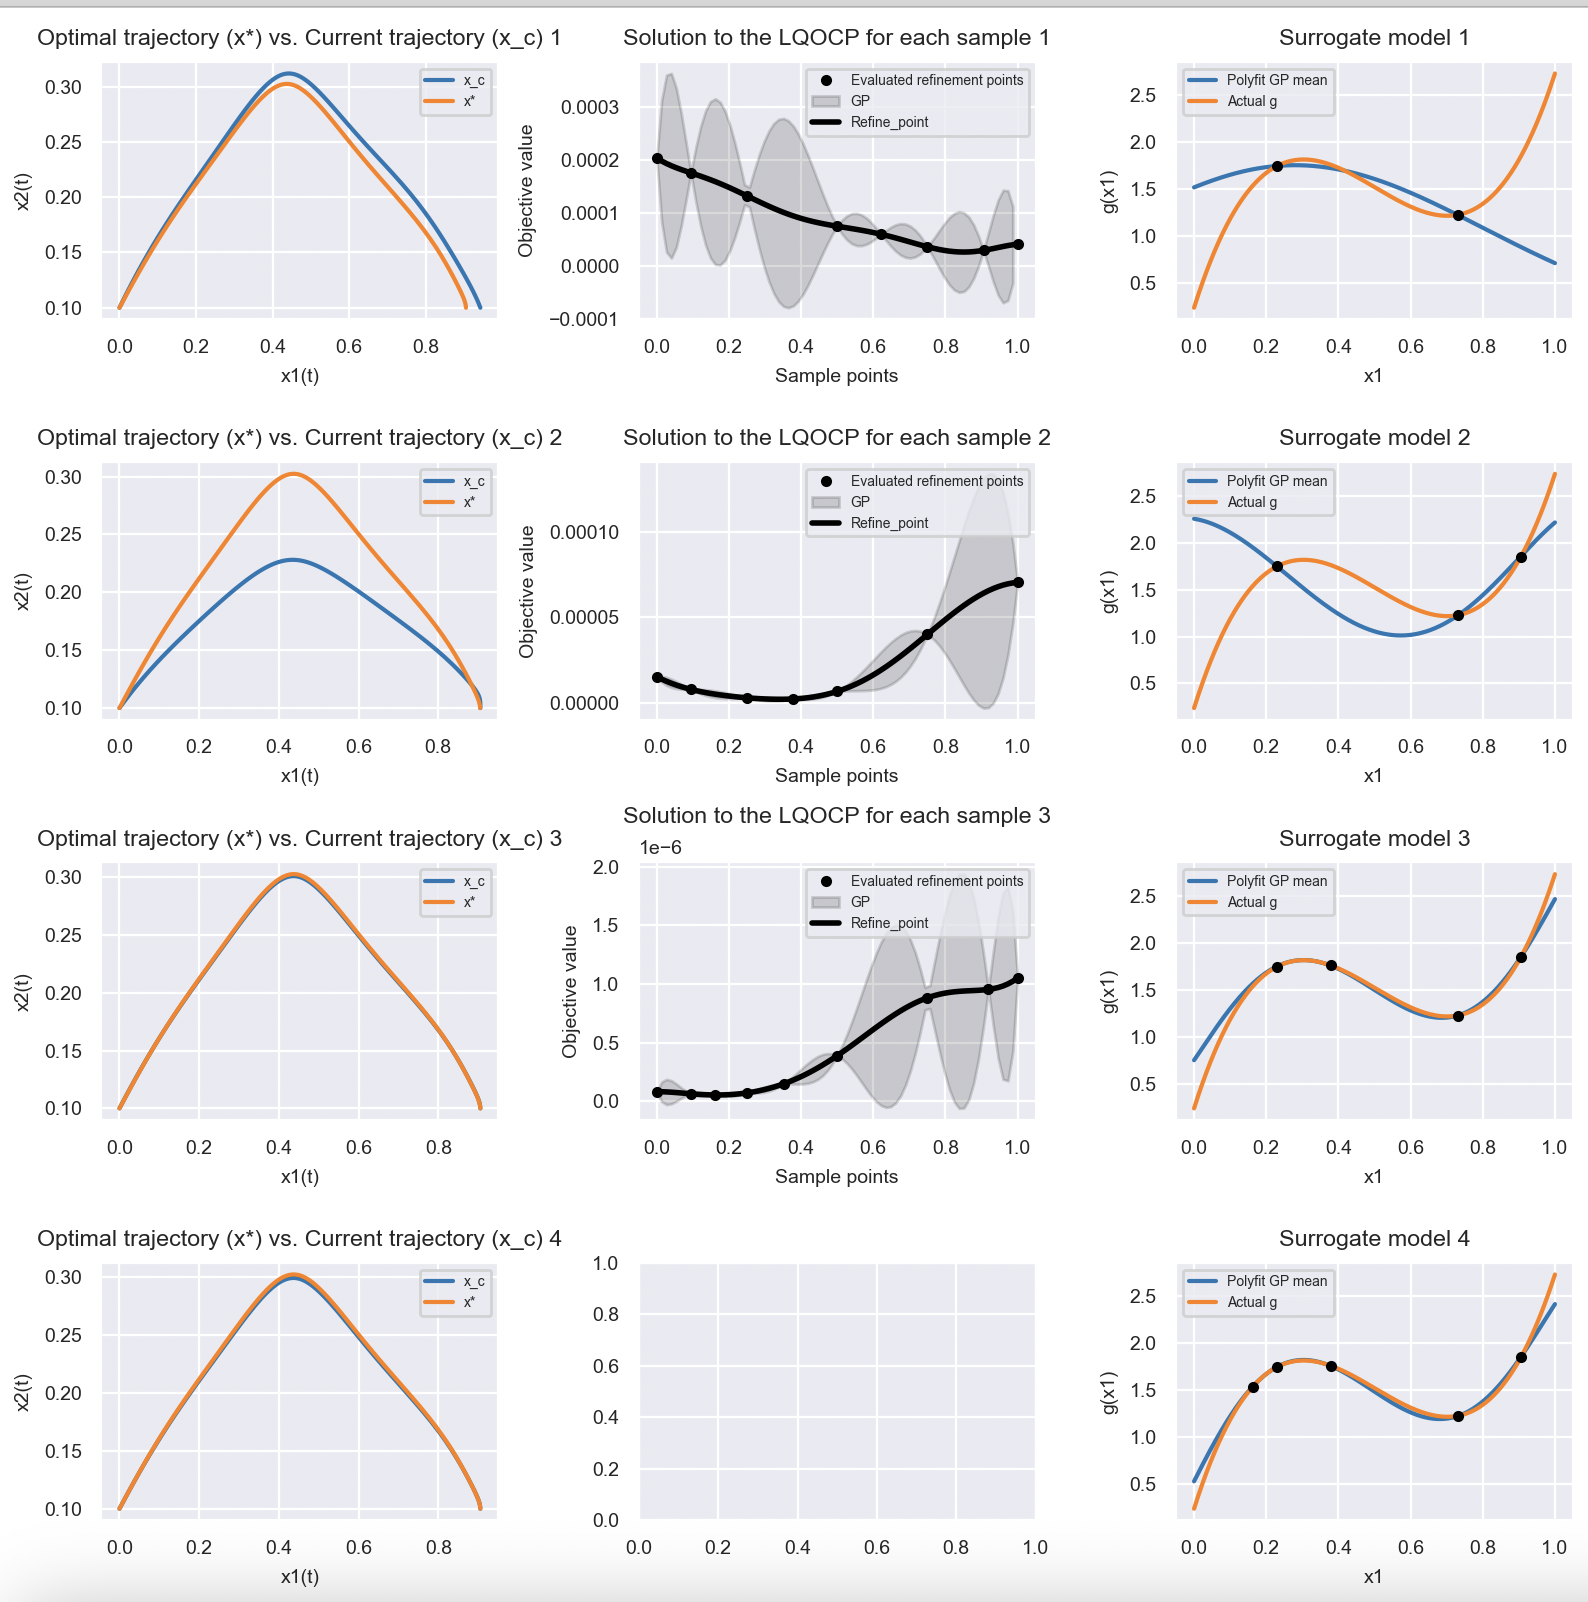 Optimal trajectory (x*) vs. Current trajectory (x_c) 1
0.30
0.25
0.20
0.15
0.10
x2(t)
x_c
x*
0.0 0.2 0.4 0.6 0.8
x1(t)
Solution to the LQOCP for each sample 1
0.0003
0.0002
0.0001
0.0000
−0.0001
Objective value
Evaluated refinement points
GP
Refine_point
0.0 0.2 0.4 0.6 0.8 1.0
Sample points
Surrogate model 1
2.5
2.0
1.5
1.0
0.5
g(x1)
Polyfit GP mean
Actual g
0.0 0.2 0.4 0.6 0.8 1.0
x1
Optimal trajectory (x*) vs. Current trajectory (x_c) 2
0.30
0.25
0.20
0.15
0.10
x2(t)
x_c
x*
0.0 0.2 0.4 0.6 0.8
x1(t)
Solution to the LQOCP for each sample 2
0.00010
0.00005
0.00000
Objective value
Evaluated refinement points
GP
Refine_point
0.0 0.2 0.4 0.6 0.8 1.0
Sample points
Surrogate model 2
2.5
2.0
1.5
1.0
0.5
g(x1)
Polyfit GP mean
Actual g
0.0 0.2 0.4 0.6 0.8 1.0
x1
Optimal trajectory (x*) vs. Current trajectory (x_c) 3
0.30
0.25
0.20
0.15
0.10
x2(t)
x_c
x*
0.0 0.2 0.4 0.6 0.8
x1(t)
Solution to the LQOCP for each sample 3
1e−6
2.0
1.5
1.0
0.5
0.0
Objective value
Evaluated refinement points
GP
Refine_point
0.0 0.2 0.4 0.6 0.8 1.0
Sample points
Surrogate model 3
2.5
2.0
1.5
1.0
0.5
g(x1)
Polyfit GP mean
Actual g
0.0 0.2 0.4 0.6 0.8 1.0
x1
Optimal trajectory (x*) vs. Current trajectory (x_c) 4
0.30
0.25
0.20
0.15
0.10
x2(t)
x_c
x*
0.0 0.2 0.4 0.6 0.8
x1(t)
1.0
0.8
0.6
0.4
0.2
0.0
0.0 0.2 0.4 0.6 0.8 1.0
Surrogate model 4
2.5
2.0
1.5
1.0
0.5
g(x1)
Polyfit GP mean
Actual g
0.0 0.2 0.4 0.6 0.8 1.0
x1